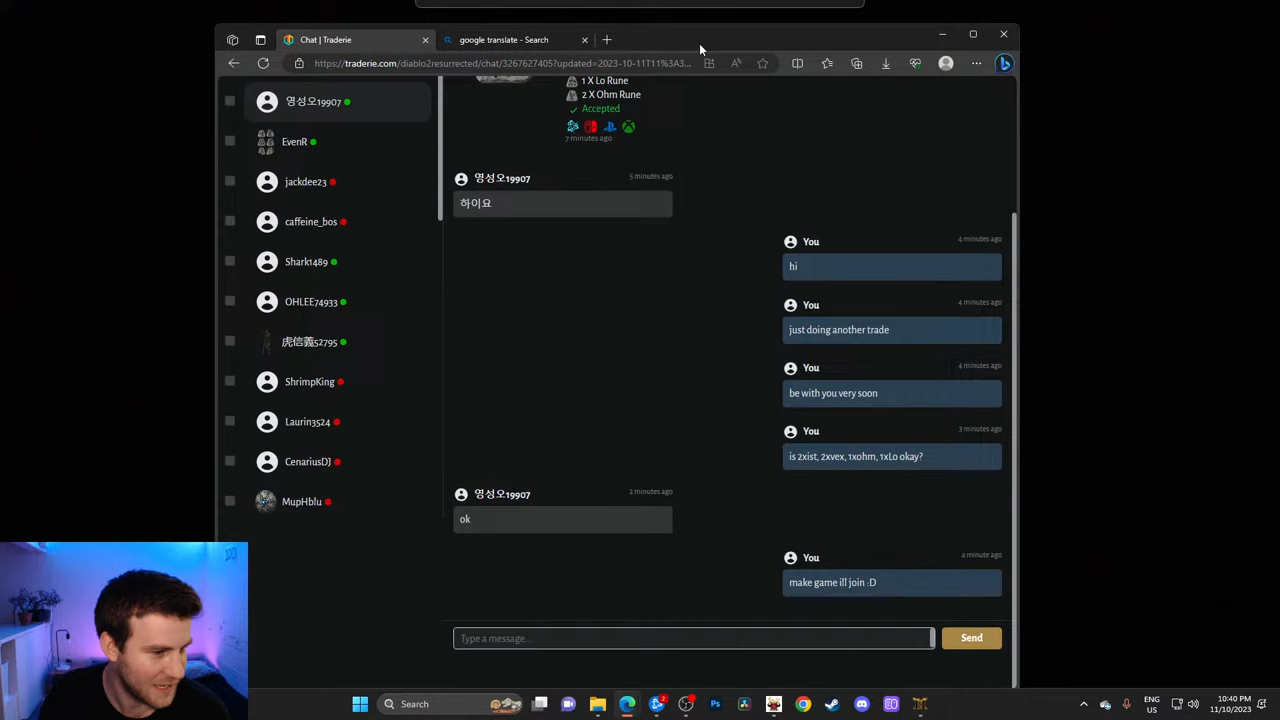 Chat | Traderie
google translate - Search
https://traderie.com/diablo2resurrected/chat/3267627405?updated=2023-10-11T11%3A3...
영성오19907
EvenR
jackdee23
caffeine_bos
Shark1489
OHLEE74933
虎信義52795
ShrimpKing
Laurin3524
CenariusDJ
MupHblu
1 X Lo Rune
2 X Ohm Rune
Accepted
7 minutes ago
영성오19907
5 minutes ago
하이요
You
4 minutes ago
hi
You
4 minutes ago
just doing another trade
You
4 minutes ago
be with you very soon
You
3 minutes ago
is 2xist, 2xvex, 1xohm, 1xLo okay?
영성오19907
2 minutes ago
ok
You
a minute ago
make game ill join :D
Type a message...
Send
Search
2
ENG
US
10:40 PM
11/10/2023